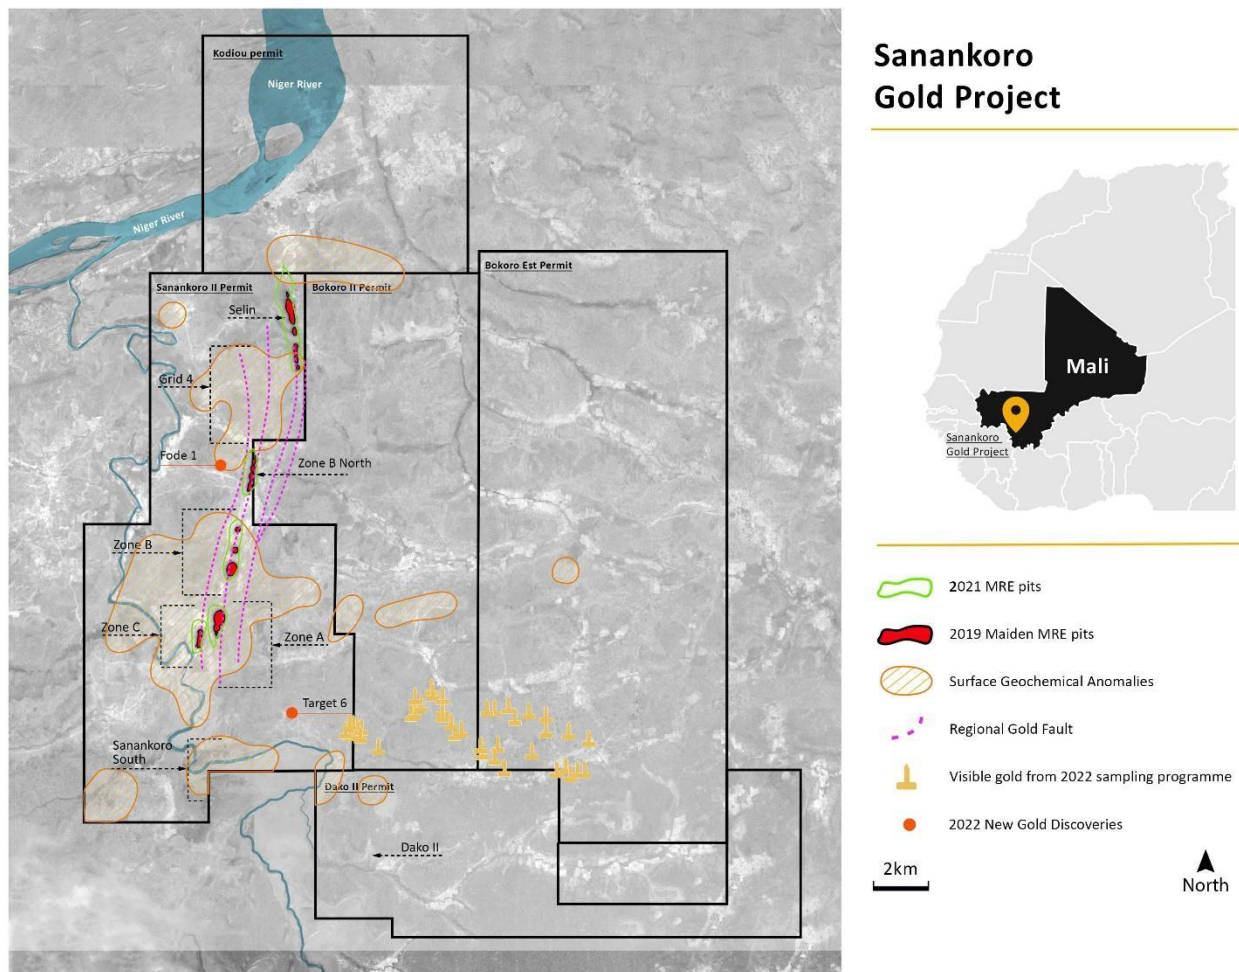 Kodiou permit
Niger River
Niger River
Sanankoro II Permit
Bokoro II Permit
Bokoro Est Permit
Selin
Grid 4
Fode 1
Zone B North
Zone B
Zone C
Zone A
Target 6
Sanankoro
South
Dako II Permit
Dako II
Sanankoro
Gold Project
Mali
Sanankoro
Gold Project
2021 MRE pits
2019 Maiden MRE pits
Surface Geochemical Anomalies
Regional Gold Fault
Visible gold from 2022 sampling programme
2022 New Gold Discoveries
2km
North